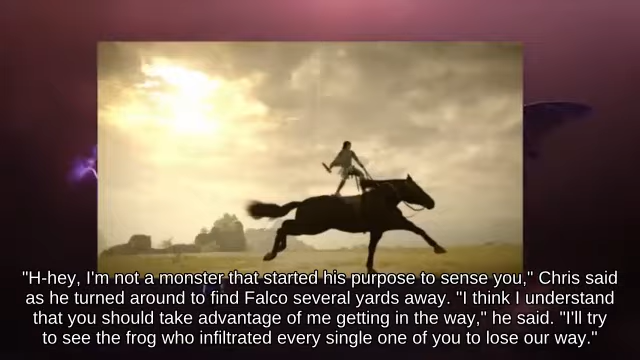 "H-hey, I'm not a monster that started his purpose to sense you," Chris said
as he turned around to find Falco several yards away. "I think I understand
that you should take advantage of me getting in the way," he said. "I'll try
to see the frog who infiltrated every single one of you to lose our way."